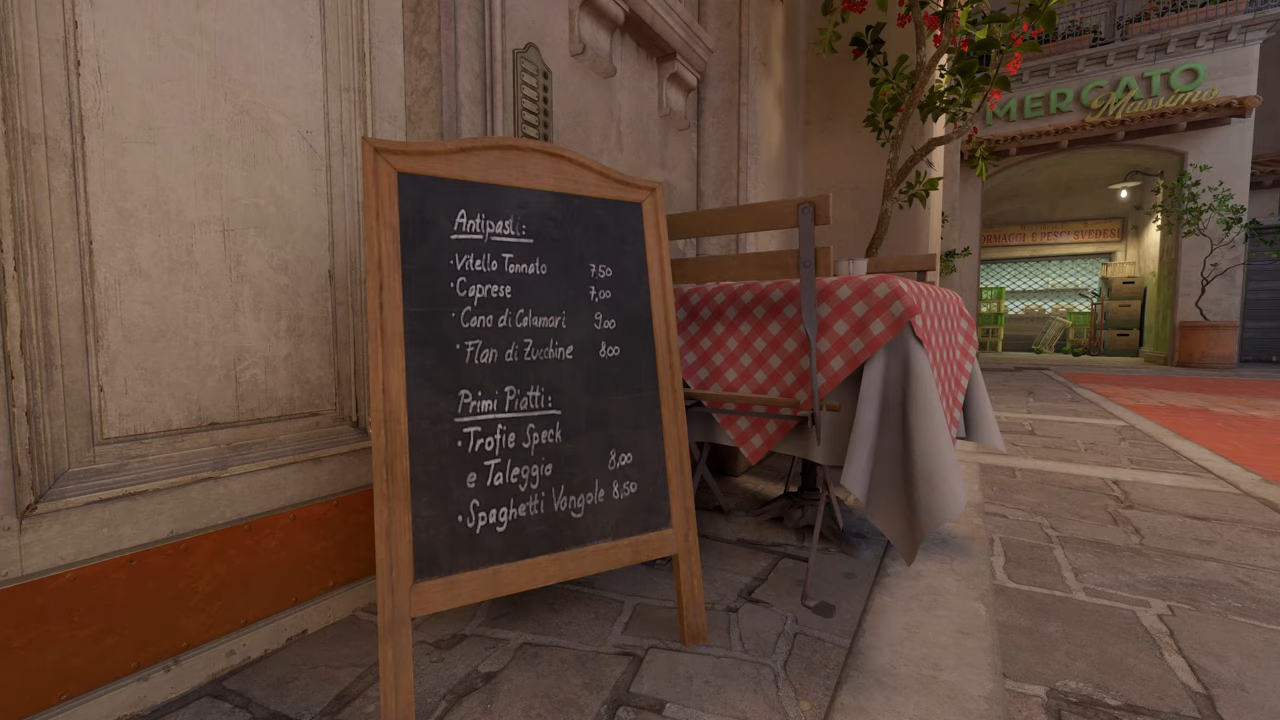 Antipasti:
· Vitello Tonnato 7,50
· Caprese 7,00
· Cono di Calamari 9,00
· Flan di Zucchine 8,00
Primi Piatti:
· Trofie Speck
e Taleggio 8,00
· Spaghetti Vongole 8,50
MERCATO
Massimo
FORMAGGI E PESCI SVEDESI